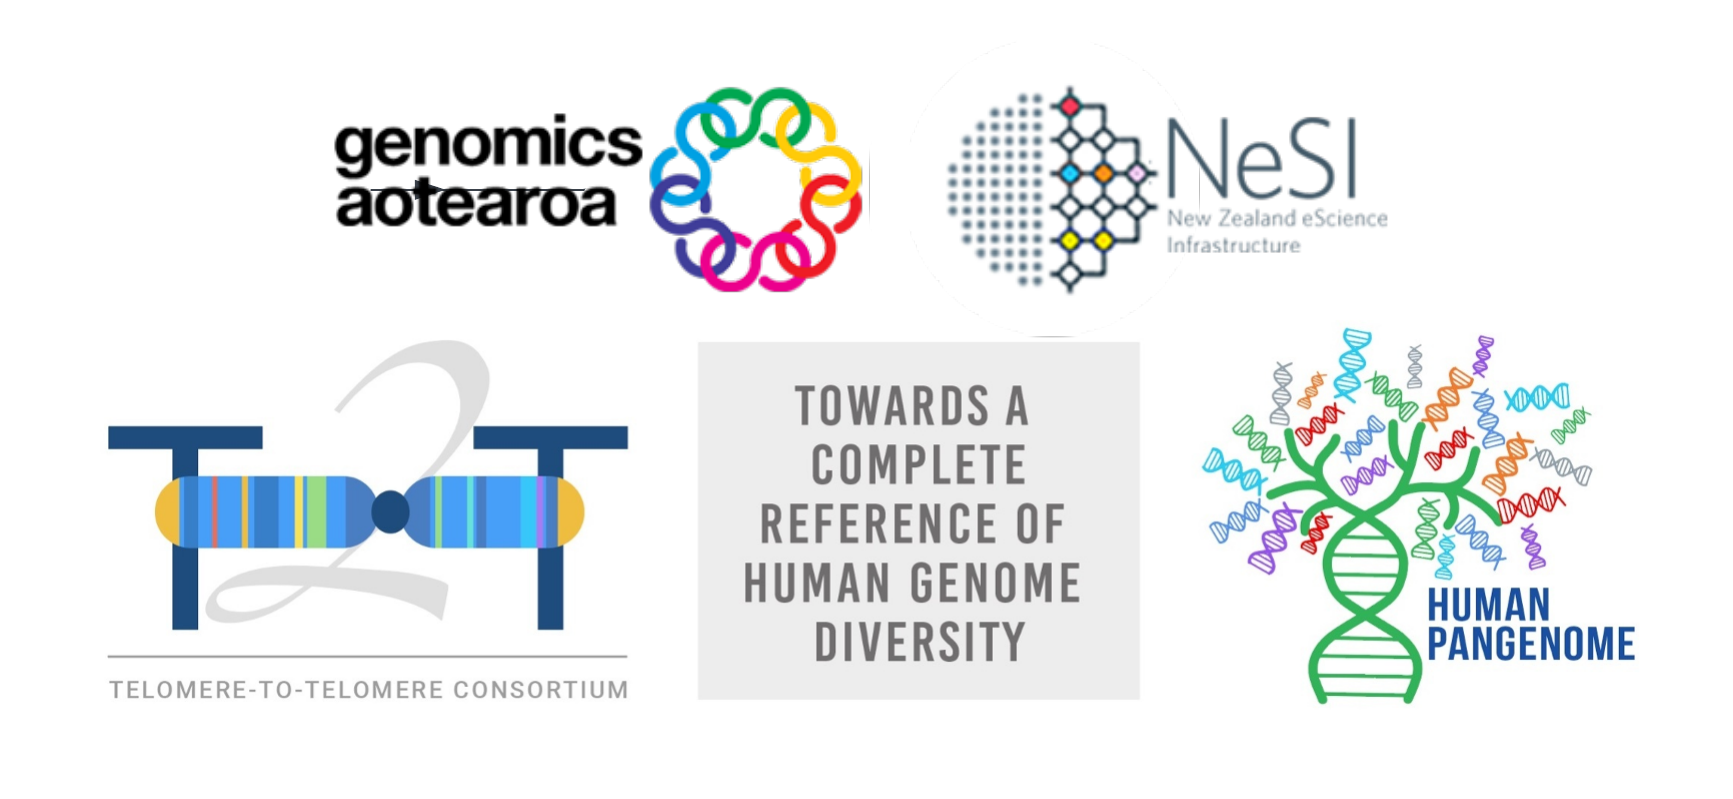 genomics
aotearoa
NeSI
New Zealand eScience
Infrastructure
T2T
TELOMERE-TO-TELOMERE CONSORTIUM
TOWARDS A
COMPLETE
REFERENCE OF
HUMAN GENOME
DIVERSITY
HUMAN
PANGENOME